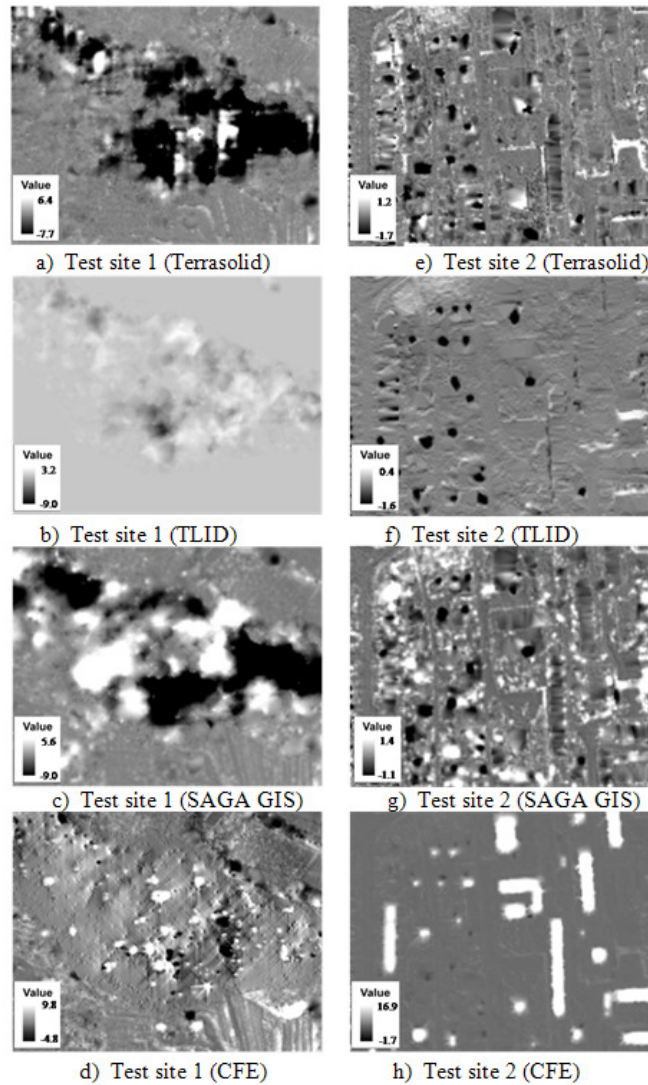 Value
6.4
-7.7
a) Test site 1 (Terrasolid)
Value
1.2
-1.7
e) Test site 2 (Terrasolid)
Value
3.2
-9.0
b) Test site 1 (TLID)
Value
0.4
-1.6
f) Test site 2 (TLID)
Value
5.6
-9.0
c) Test site 1 (SAGA GIS)
Value
1.4
-1.1
g) Test site 2 (SAGA GIS)
Value
9.8
-4.8
d) Test site 1 (CFE)
Value
16.9
-1.7
h) Test site 2 (CFE)